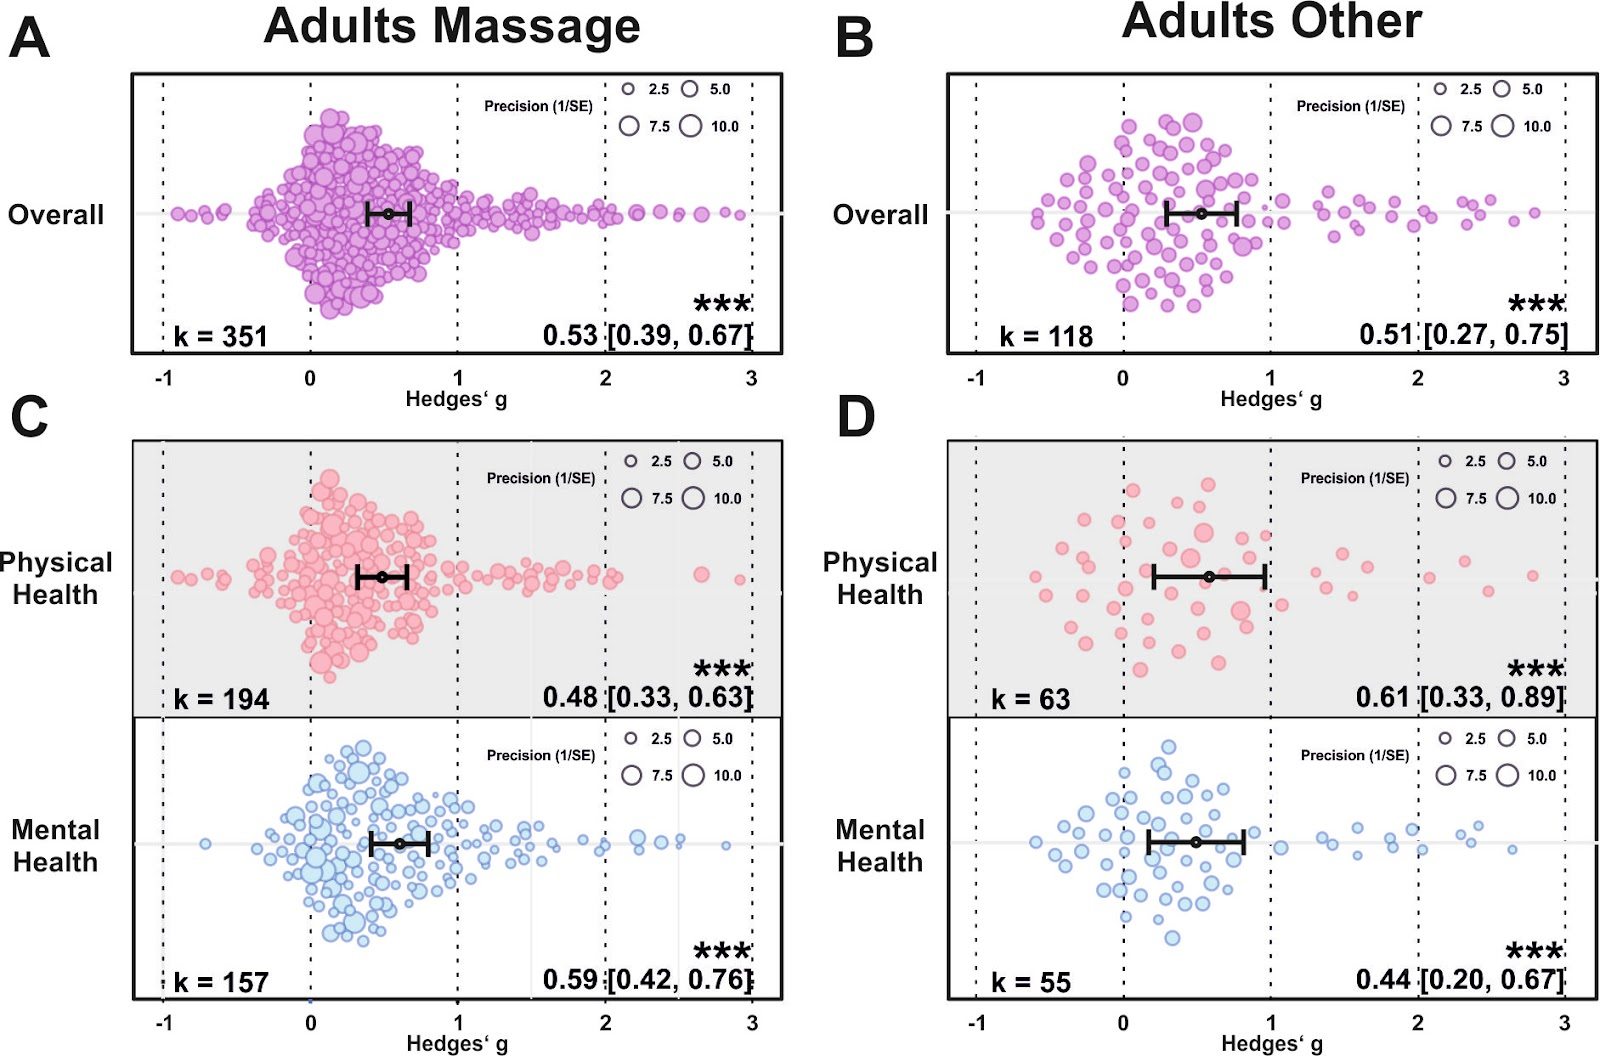 A
Adults Massage
B
Adults Other
Overall
Precision (1/SE)
2.5
5.0
7.5
10.0
***
k = 351
0.53 [0.39, 0.67]
-1
0
1
2
3
Hedges‘ g
Overall
Precision (1/SE)
2.5
5.0
7.5
10.0
***
k = 118
0.51 [0.27, 0.75]
-1
0
1
2
3
Hedges‘ g
C
Physical
Health
Precision (1/SE)
2.5
5.0
7.5
10.0
***
k = 194
0.48 [0.33, 0.63]
Mental
Health
Precision (1/SE)
2.5
5.0
7.5
10.0
***
k = 157
0.59 [0.42, 0.76]
-1
0
1
2
3
Hedges‘ g
D
Physical
Health
Precision (1/SE)
2.5
5.0
7.5
10.0
***
k = 63
0.61 [0.33, 0.89]
Mental
Health
Precision (1/SE)
2.5
5.0
7.5
10.0
***
k = 55
0.44 [0.20, 0.67]
-1
0
1
2
3
Hedges‘ g